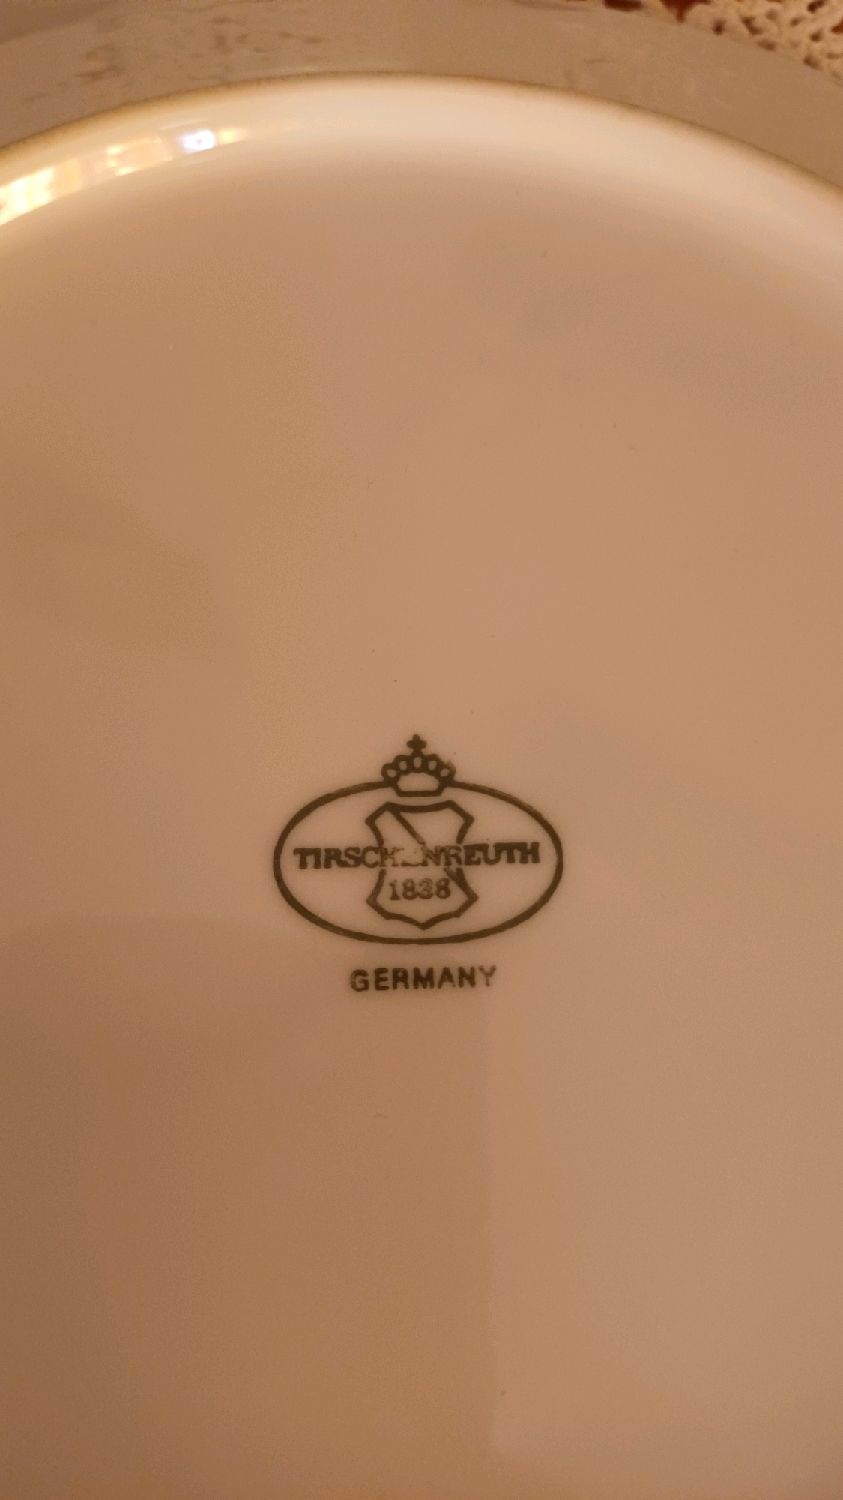 TIRSCHENREUTH
1838
GERMANY